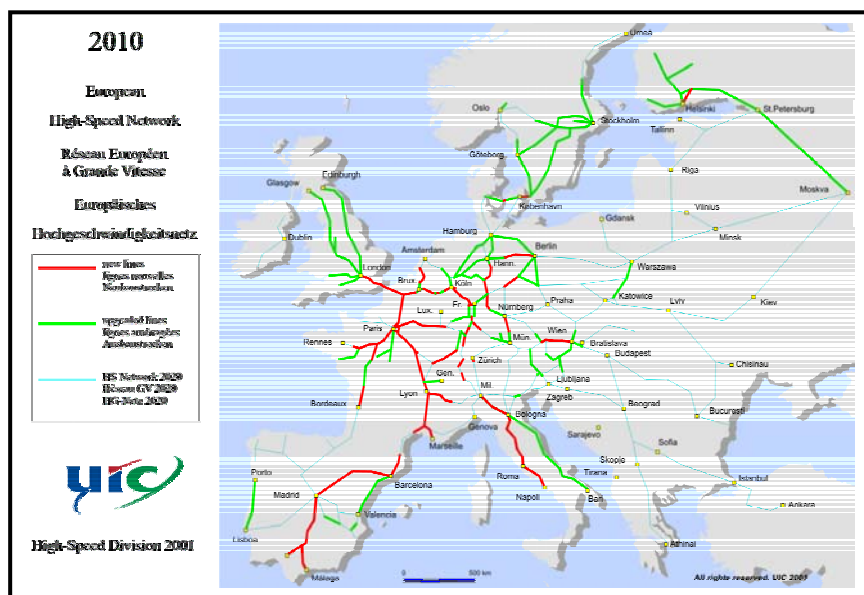 2010
European
High-Speed Network
Réseau Européen
à Grande Vitesse
Europäisches
Hochgeschwindigkeitsnetz
new lines
lignes nouvelles
upgraded lines
lignes aménagées
HS Network 2020
Réseau GV 2020
HG-Netz 2020
uic
High-Speed Division 2001
Umeå
Oslo
Helsinki
St.Petersburg
Stockholm
Tallinn
Göteborg
Riga
Moskva
Glasgow
Edinburgh
København
Vilnius
Gdansk
Minsk
Dublin
Hamburg
Amsterdam
Berlin
London
Hann.
Warszawa
Brux.
Köln
Katowice
Lviv
Kiev
Lux.
Fr.
Praha
Nürnberg
Paris
Rennes
Wien
Bratislava
Mün.
Budapest
Zürich
Chisinau
Gen.
Ljubljana
Lyon
Mil.
Zagreb
Bordeaux
Bologna
Beograd
Bucuresti
Genova
Marseille
Sarajevo
Sofia
Porto
Skopje
Roma
Tirana
Istanbul
Madrid
Barcelona
Napoli
Bari
Ankara
Valencia
Lisboa
Athinai
Málaga
0
500 km
All rights reserved. UIC 2001